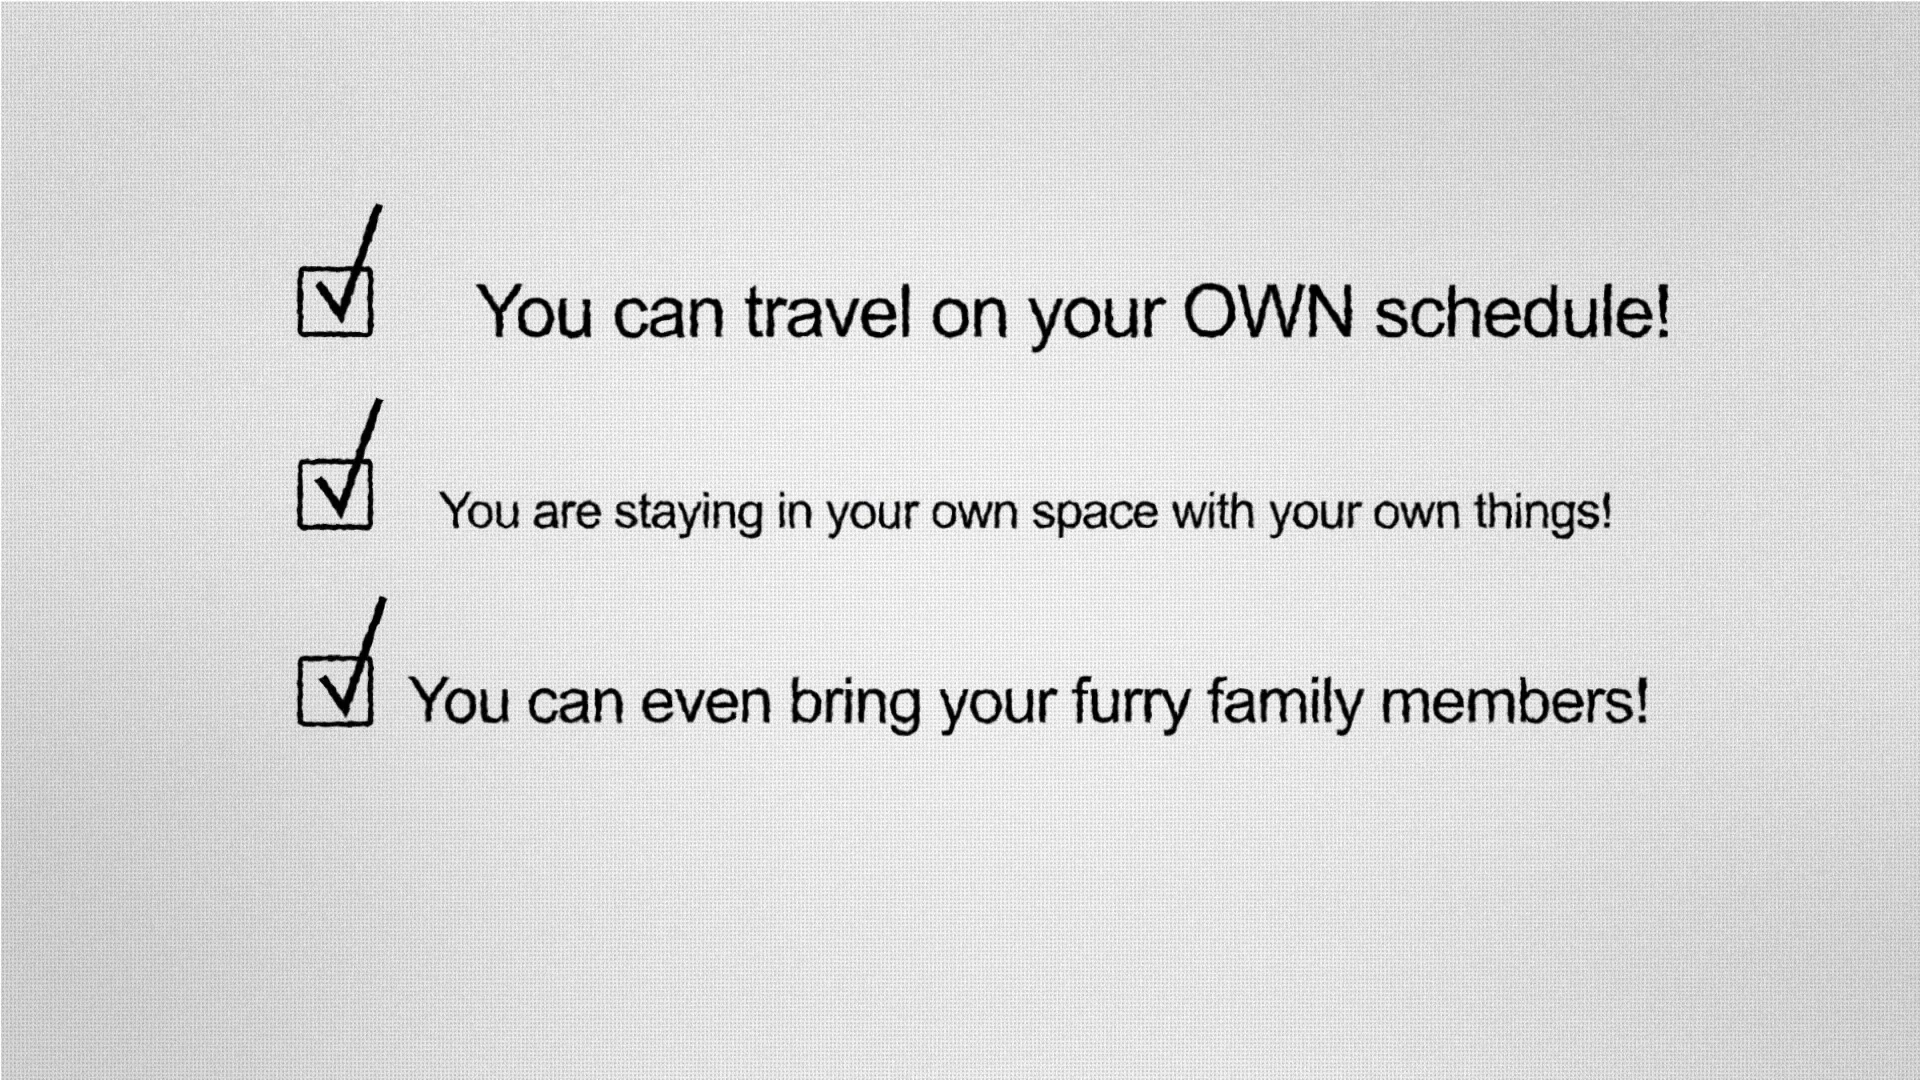 You can travel on your OWN schedule!
You are staying in your own space with your own things!
You can even bring your furry family members!